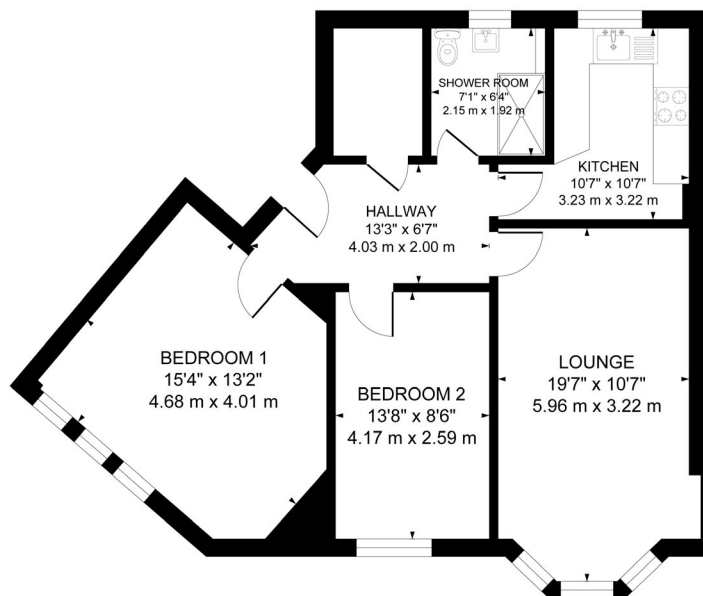 SHOWER ROOM
7'1" x 6'4"
2.15 m x 1.92 m
KITCHEN
10'7" x 10'7"
3.23 m x 3.22 m
HALLWAY
13'3" x 6'7"
4.03 m x 2.00 m
BEDROOM 1
15'4" x 13'2"
4.68 m x 4.01 m
BEDROOM 2
13'8" x 8'6"
4.17 m x 2.59 m
LOUNGE
19'7" x 10'7"
5.96 m x 3.22 m